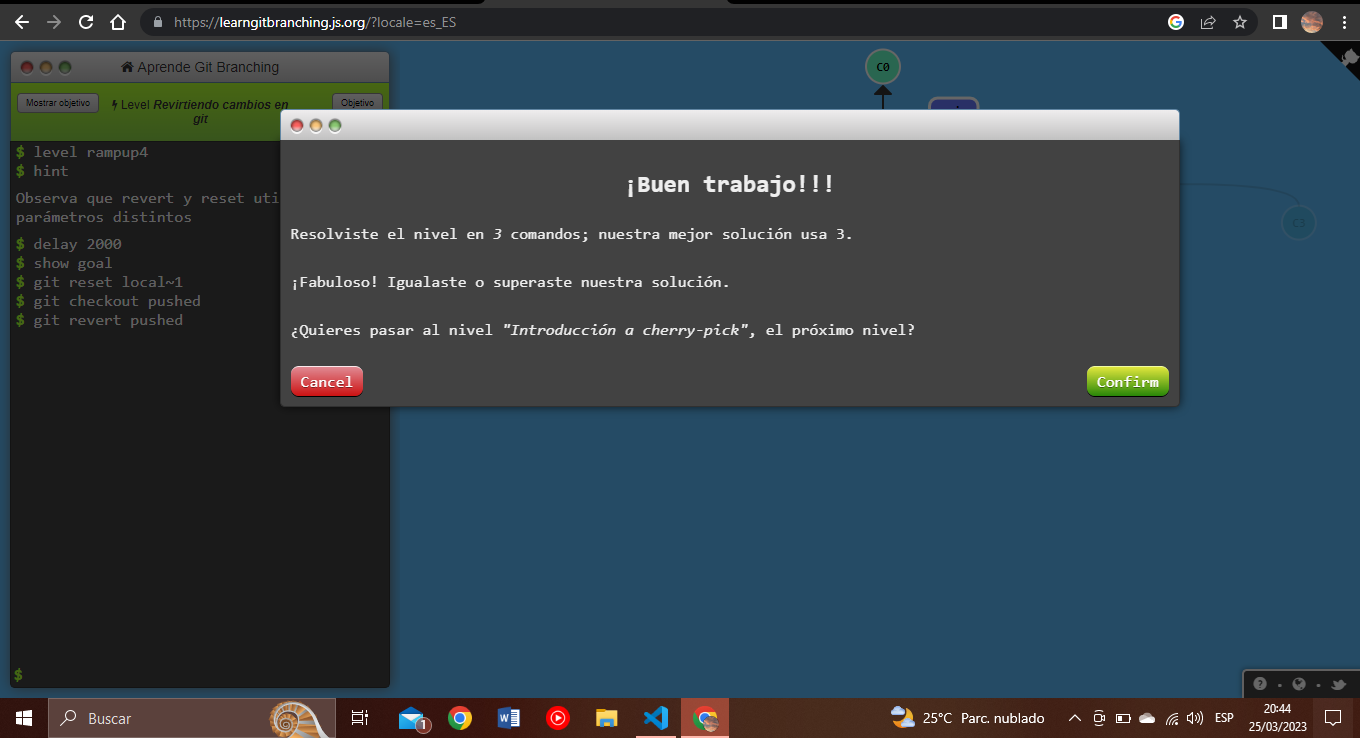 https://learngitbranching.js.org/?locale=es_ES
Aprende Git Branching
Mostrar objetivo
Level Revirtiendo cambios en
git
Objetivo
C0
$ level rampup4
$ hint
Observa que revert y reset uti
parámetros distintos
$ delay 2000
$ show goal
$ git reset local~1
$ git checkout pushed
$ git revert pushed
$
¡Buen trabajo!!!
Resolviste el nivel en 3 comandos; nuestra mejor solución usa 3.
¡Fabuloso! Igualaste o superaste nuestra solución.
¿Quieres pasar al nivel "Introducción a cherry-pick", el próximo nivel?
Cancel
Confirm
Buscar
1
25°C Parc. nublado
ESP
20:44
25/03/2023